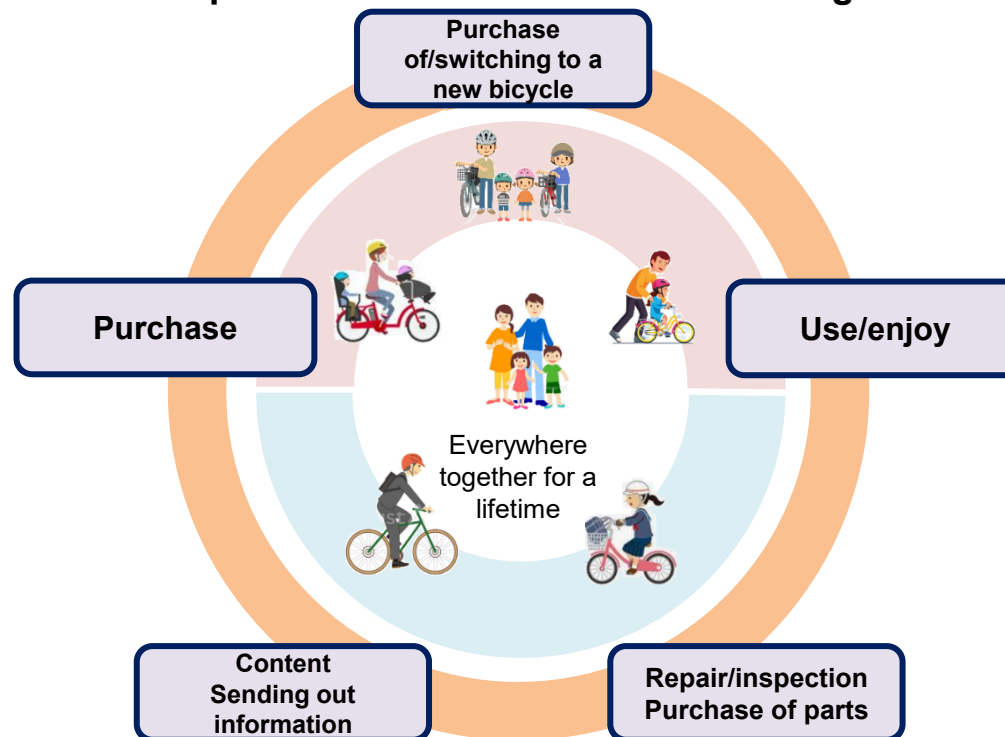 Purchase
of/switching to a
new bicycle
Purchase
Use/enjoy
Everywhere
together for a
lifetime
Content
Sending out
information
Repair/inspection
Purchase of parts